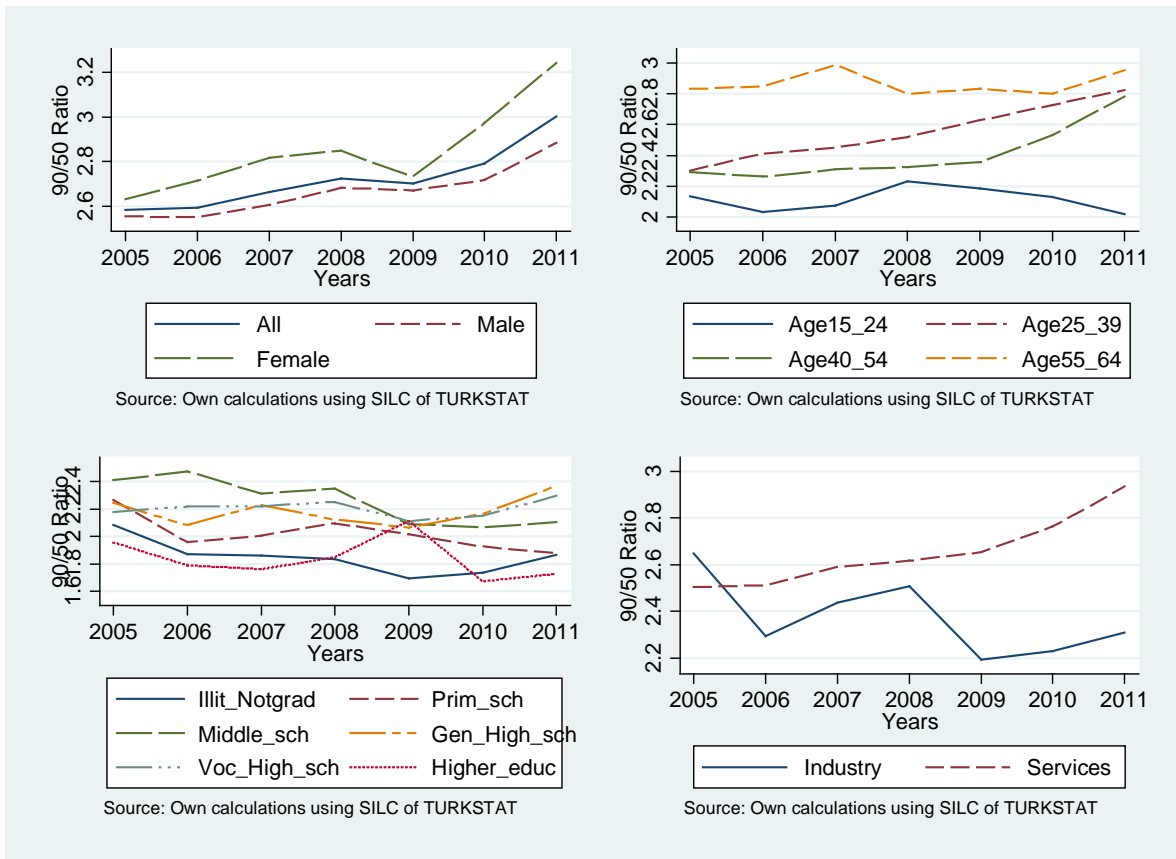 90/50 Ratio
3.2
3
2.8
2.6
2005 2006 2007 2008 2009 2010 2011
Years
All Male
Female
Source: Own calculations using SILC of TURKSTAT
90/50 Ratio
3
2.8
2.6
2.4
2.2
2
2005 2006 2007 2008 2009 2010 2011
Years
Age15_24 Age25_39
Age40_54 Age55_64
Source: Own calculations using SILC of TURKSTAT
90/50 Ratio
2.4
2.2
2
1.8
1.6
2005 2006 2007 2008 2009 2010 2011
Years
Illit_Notgrad Prim_sch
Middle_sch Gen_High_sch
Voc_High_sch Higher_educ
Source: Own calculations using SILC of TURKSTAT
90/50 Ratio
3
2.8
2.6
2.4
2.2
2005 2006 2007 2008 2009 2010 2011
Years
Industry Services
Source: Own calculations using SILC of TURKSTAT